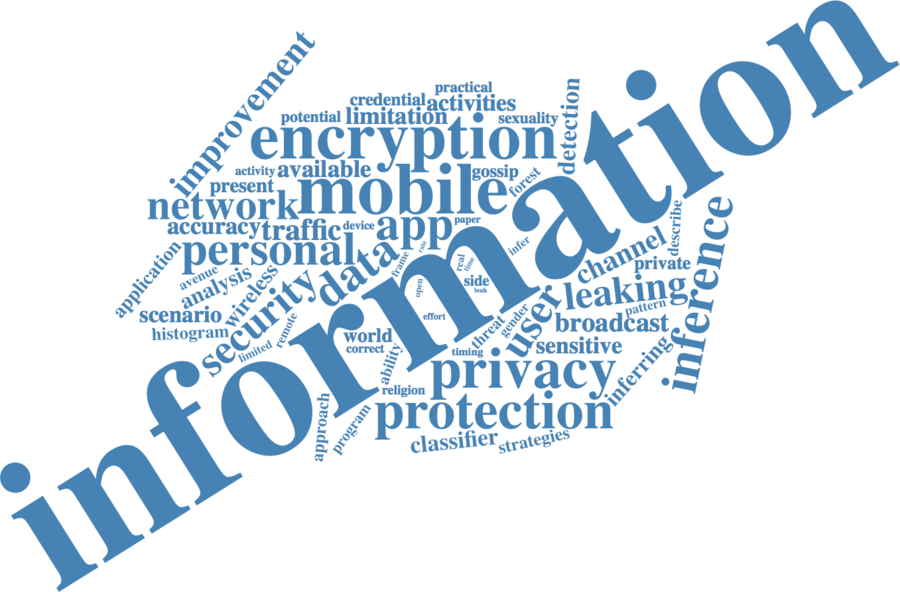 information
improvement
practical
credential
activities
potential
limitation
sexuality
detection
encryption
activity
available
gossip
forest
present
mobile
network
accuracy
traffic
device
app
paper
personal
data
application
avenue
analysis
wireless
security
scenario
histogram
limited
remote
frame
rate
open
real
time
side
leak
infer
effort
world
correct
ability
religion
approach
program
timing
threat
gender
user
channel
describe
private
leaking
pattern
broadcast
inference
sensitive
inferring
privacy
protection
classifier
strategies